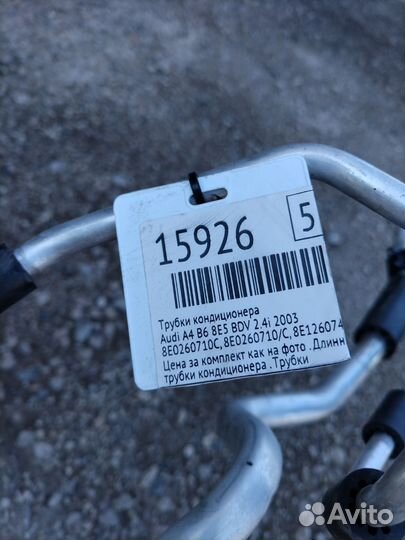 15926
5
Трубки кондиционера
Audi A4 B6 8E5 BDV 2.4i 2003
8E0260710C, 8E0260710/C, 8E126074
Цена за комплект как на фото . Длинн
трубки кондиционера . Трубки
Avito